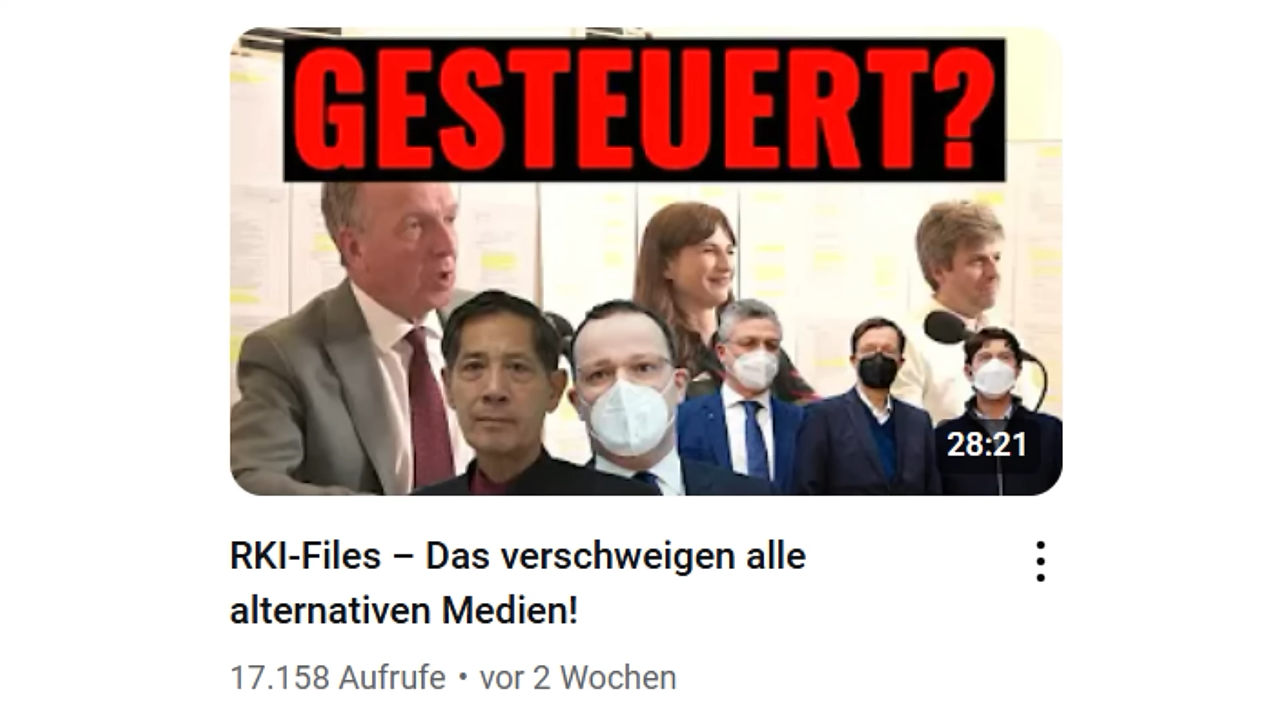 GESTEUERT?
28:21
RKI-Files – Das verschweigen alle
alternativen Medien!
17.158 Aufrufe • vor 2 Wochen